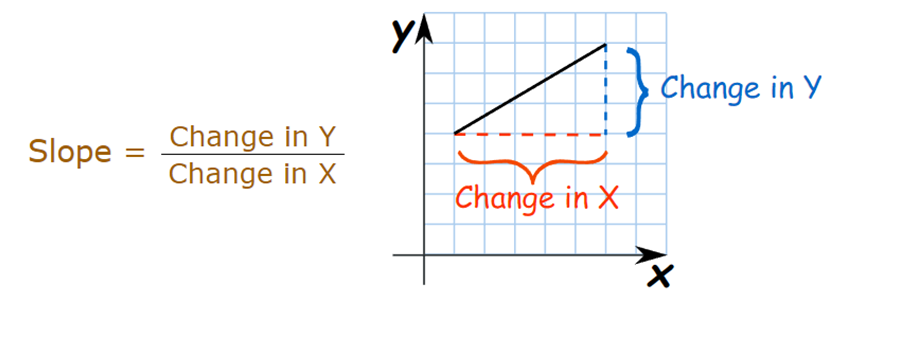 Slope = Change in Y
Change in X
Y
Change in Y
Change in X
X